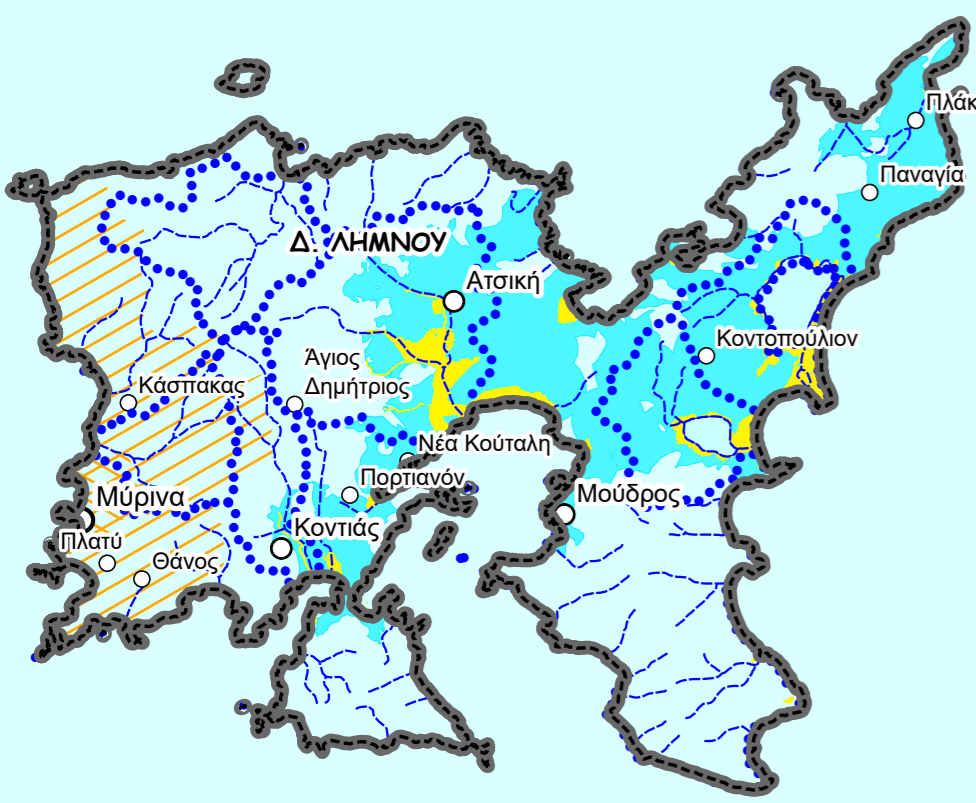 Πλάκ
Παναγία
Δ. ΛΗΜΝΟΥ
Ατσική
Κοντοπούλιον
Άγιος
Δημήτριος
Κάσπακας
Νέα Κούταλη
Πορτιανόν
Μούδρος
Μύρινα
Κοντιάς
Πλατύ
Θάνος